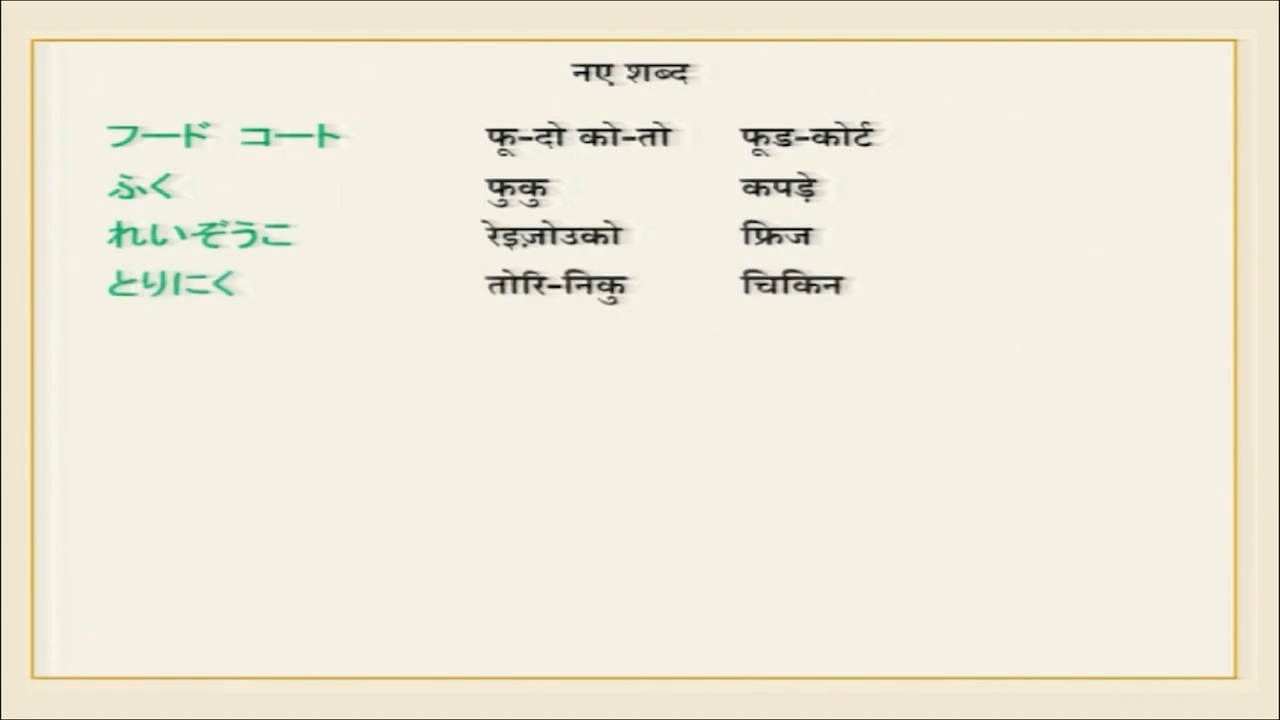 नए शब्द
フード コート फू-दो को-तो फूड-कोर्ट
ふく फुकु कपड़े
れいぞうこ रेइज़ोउको फ्रिज
とりにく तोरि-निकु चिकिन